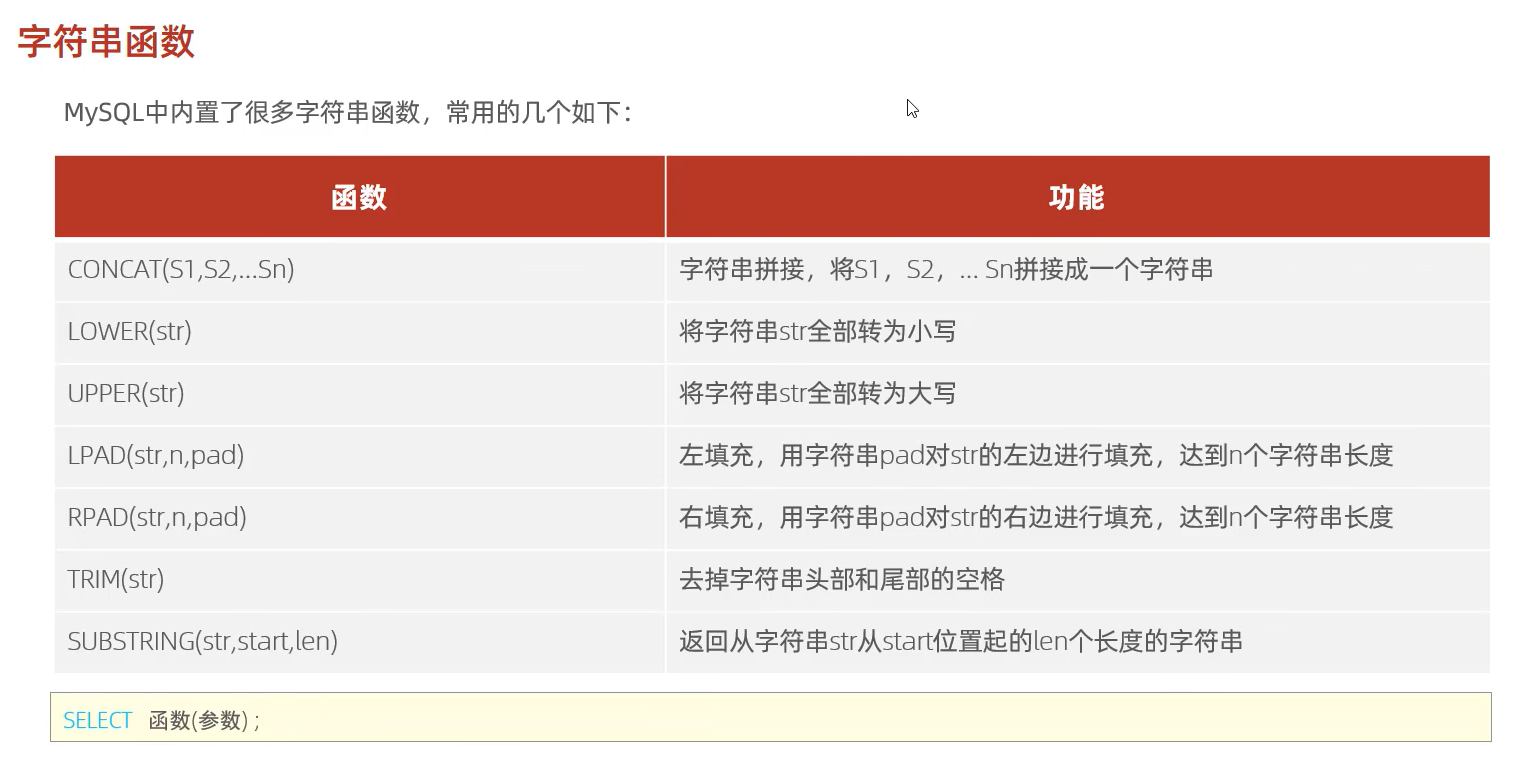 字符串函数
MySQL中内置了很多字符串函数，常用的几个如下：
函数 功能
CONCAT(S1,S2,...Sn) 字符串拼接，将S1，S2，... Sn拼接成一个字符串
LOWER(str) 将字符串str全部转为小写
UPPER(str) 将字符串str全部转为大写
LPAD(str,n,pad) 左填充，用字符串pad对str的左边进行填充，达到n个字符串长度
RPAD(str,n,pad) 右填充，用字符串pad对str的右边进行填充，达到n个字符串长度
TRIM(str) 去掉字符串头部和尾部的空格
SUBSTRING(str,start,len) 返回从字符串str从start位置起的len个长度的字符串
SELECT 函数(参数) ;